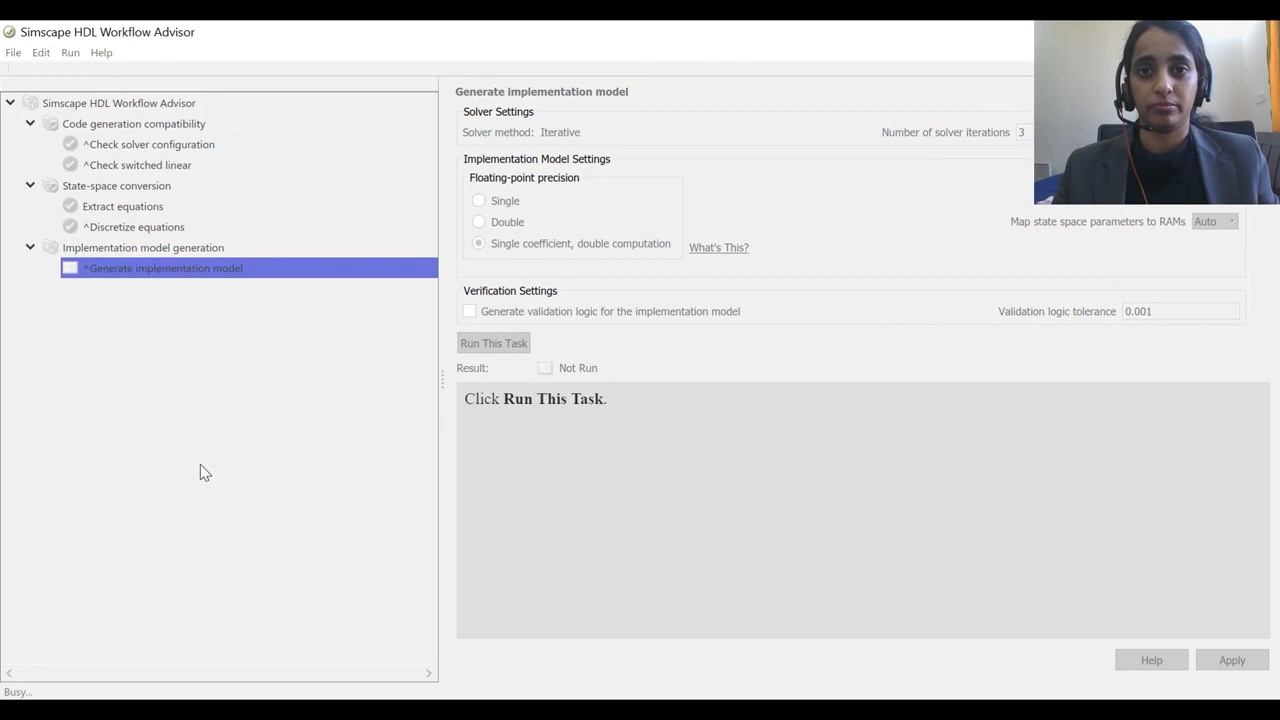 Simscape HDL Workflow Advisor
File Edit Run Help
Simscape HDL Workflow Advisor
Code generation compatibility
^Check solver configuration
^Check switched linear
State-space conversion
Extract equations
^Discretize equations
Implementation model generation
^Generate implementation model
Generate implementation model
Solver Settings
Solver method: Iterative Number of solver iterations 3
Implementation Model Settings
Floating-point precision
Single
Double
Single coefficient, double computation
What's This?
Map state space parameters to RAMs Auto
Verification Settings
Generate validation logic for the implementation model Validation logic tolerance 0.001
Run This Task
Result: Not Run
Click Run This Task.
Help Apply
Busy...